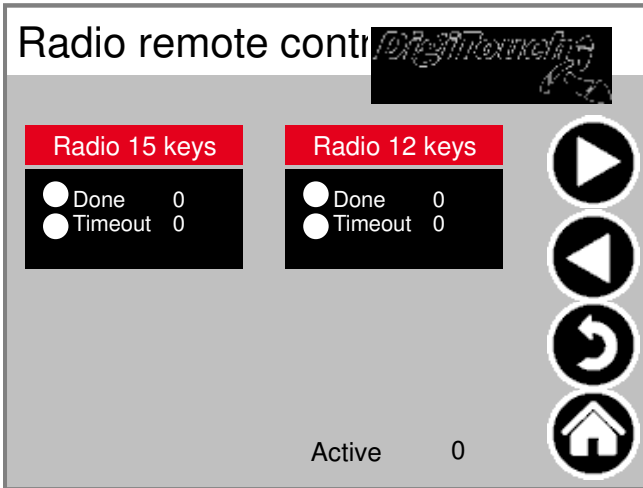 Radio remote contr
DigiTouch
Radio 15 keys
Radio 12 keys
Done 0
Timeout 0
Done 0
Timeout 0
Active 0